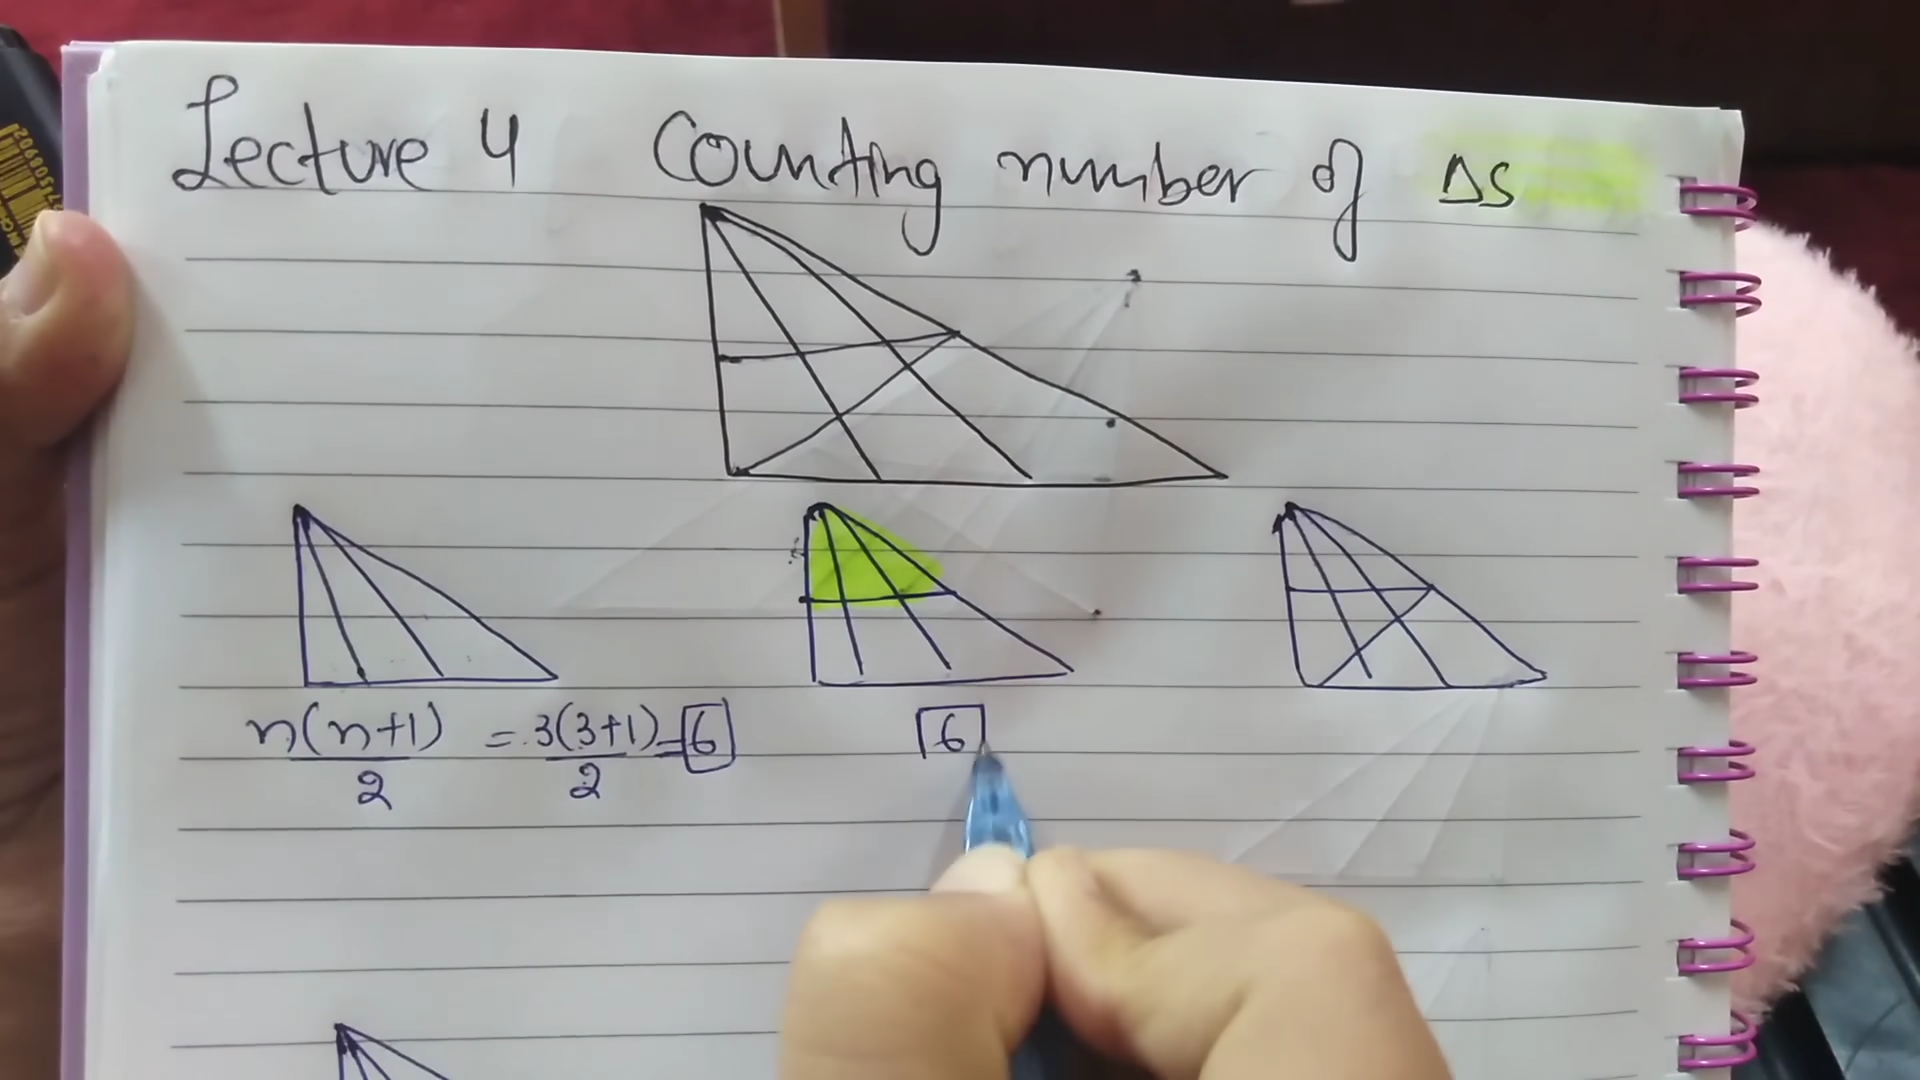 Lecture 4 Counting number of ΔS
n(n+1)/2 = 3(3+1)/2 = 6
6